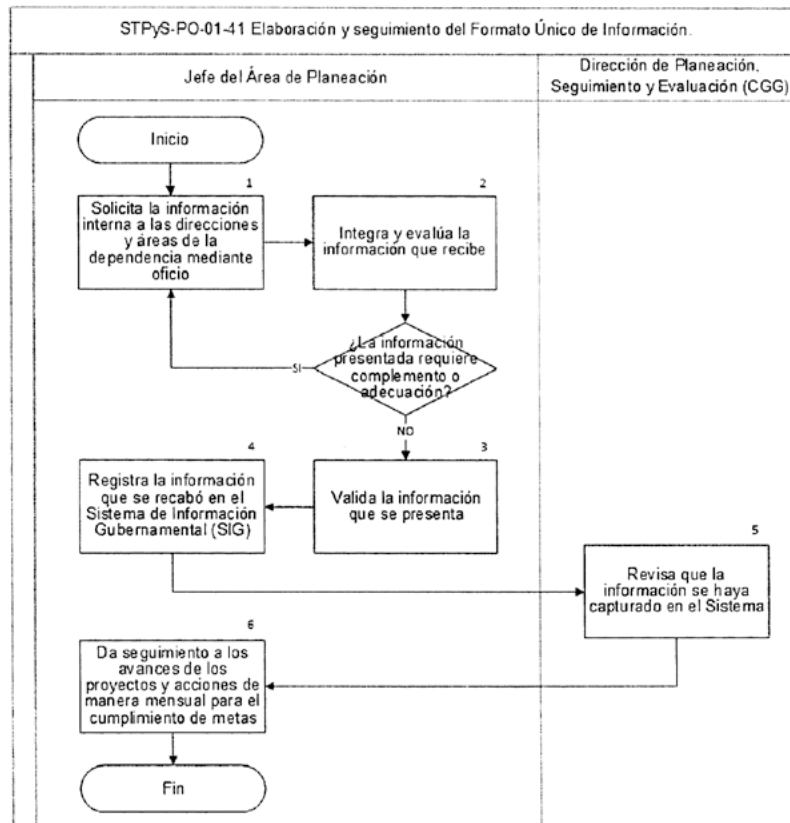 STPyS-PO-01-41 Elaboración y seguimiento del Formato Único de Información.
Jefe del Área de Planeación
Dirección de Planeación,
Seguimiento y Evaluación (CGG)
Inicio
1
Solicita la información
interna a las direcciones
y áreas de la
dependencia mediante
oficio
2
Integra y evalúa la
información que recibe
¿La información
presentada requiere
complemento o
adecuación?
SI
NO
3
Valida la información
que se presenta
4
Registra la información
que se recabó en el
Sistema de Información
Gubernamental (SIG)
5
Revisa que la
información se haya
capturado en el Sistema
6
Da seguimiento a los
avances de los
proyectos y acciones de
manera mensual para el
cumplimiento de metas
Fin